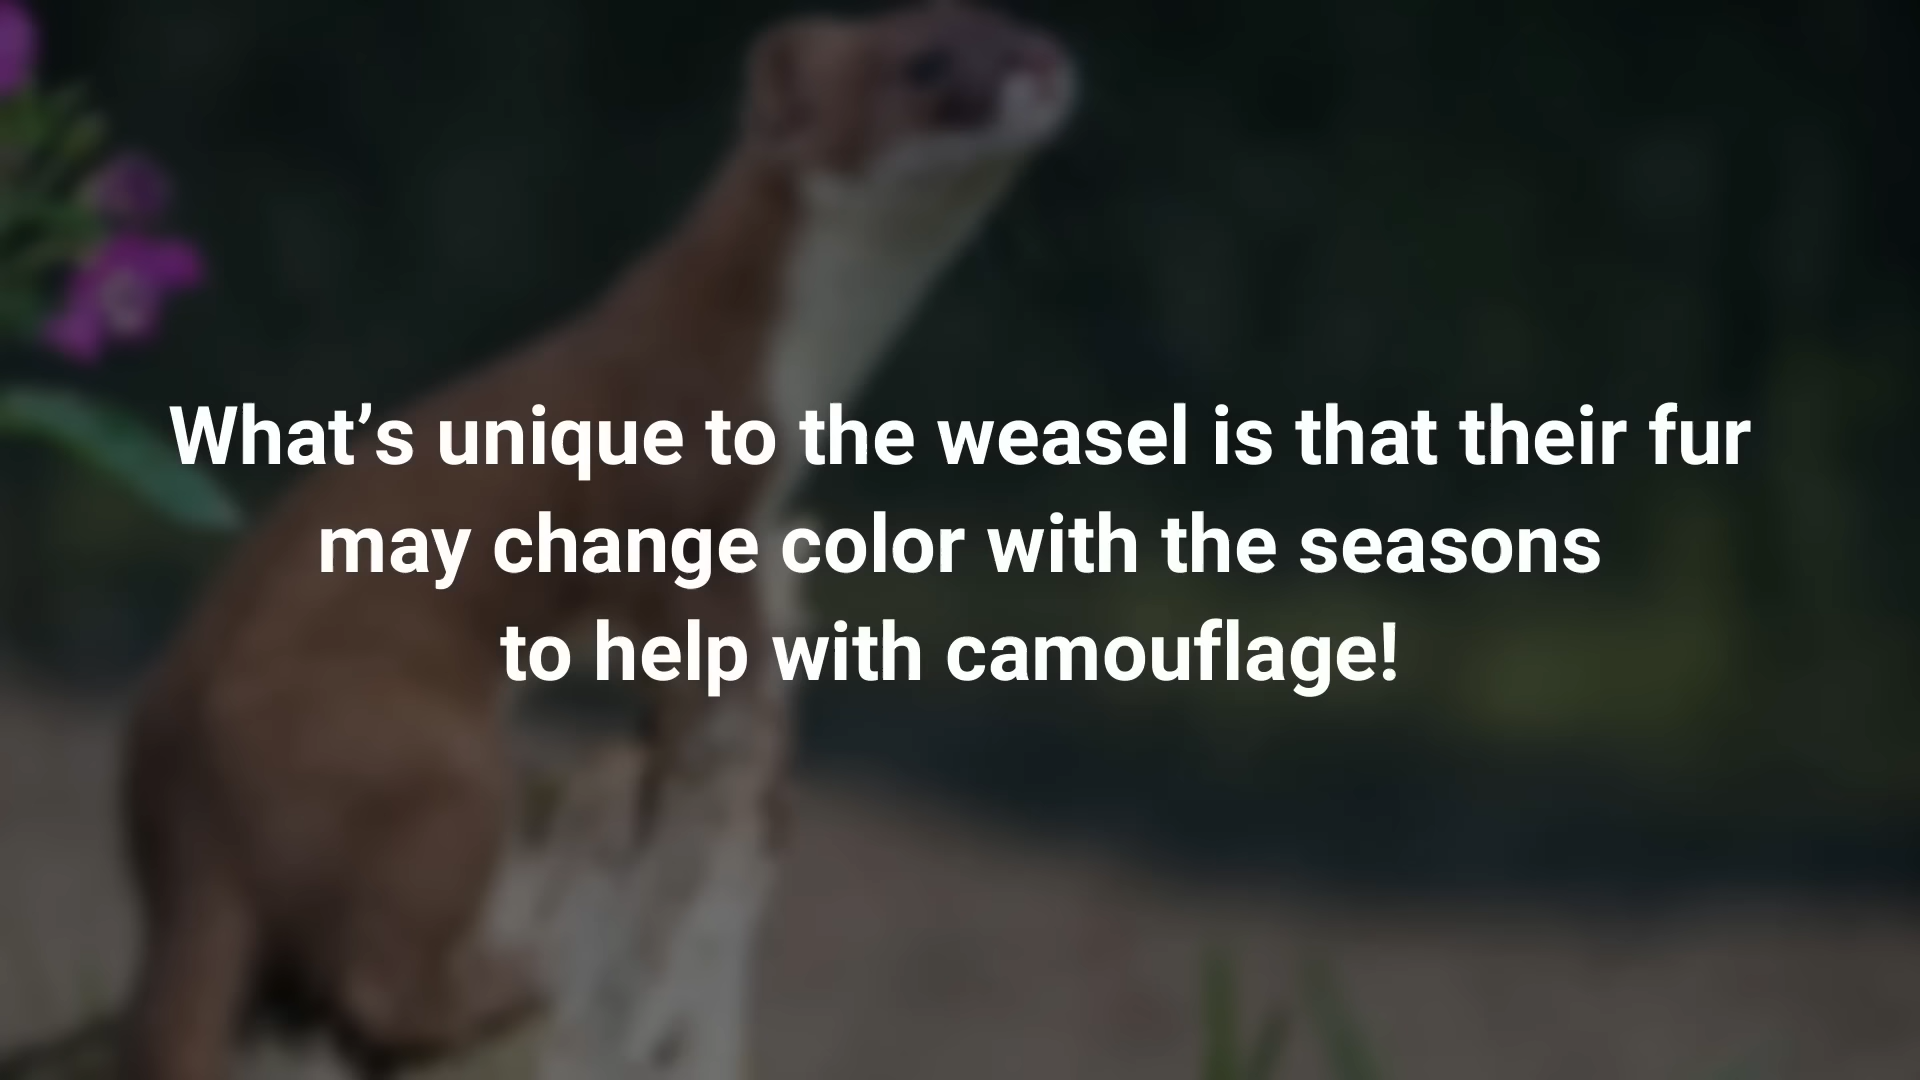 What’s unique to the weasel is that their fur
may change color with the seasons
to help with camouflage!